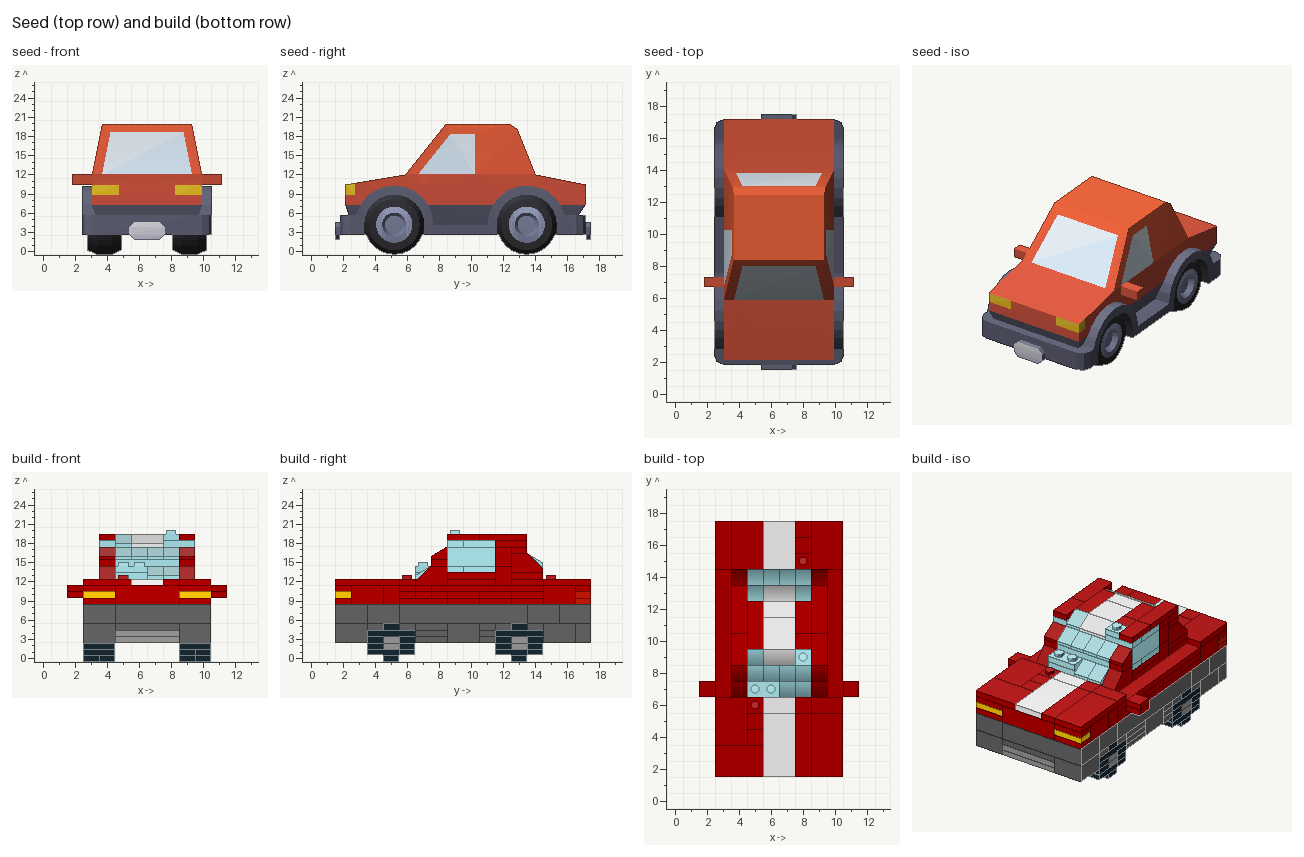 Seed (top row) and build (bottom row)
seed - front
seed - right
seed - top
seed - iso
z ^
24
21
18
15
12
9
6
3
0
0 2 4 6 8 10 12
x ->
z ^
24
21
18
15
12
9
6
3
0
0 2 4 6 8 10 12 14 16 18
y ->
y ^
18
16
14
12
10
8
6
4
2
0
0 2 4 6 8 10 12
x ->
build - front
build - right
build - top
build - iso
z ^
24
21
18
15
12
9
6
3
0
0 2 4 6 8 10 12
x ->
z ^
24
21
18
15
12
9
6
3
0
0 2 4 6 8 10 12 14 16 18
y ->
y ^
18
16
14
12
10
8
6
4
2
0
0 2 4 6 8 10 12
x ->